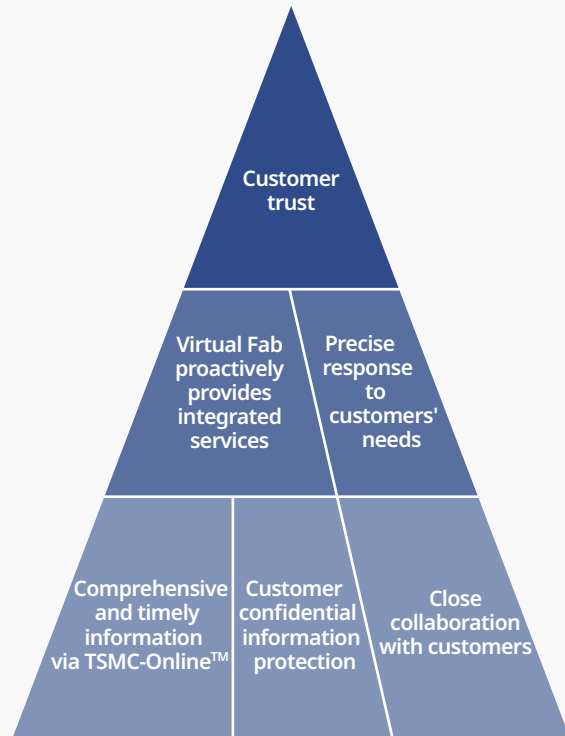 Customer
trust
Virtual Fab
proactively
provides
integrated
services
Precise
response
to
customers'
needs
Comprehensive
and timely
information
via TSMC-Online™
Customer
confidential
information
protection
Close
collaboration
with customers